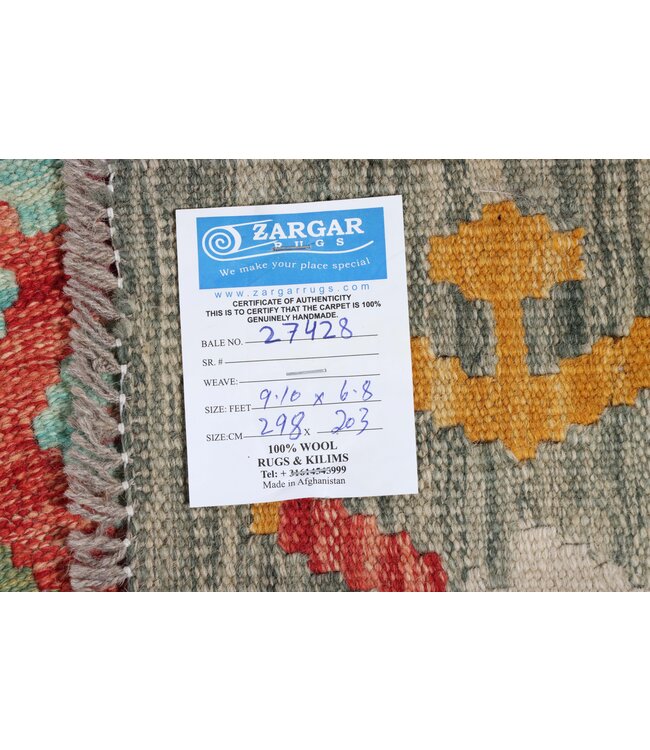 ZARGAR
RUGS
We make your place special
www.zargarrugs.com
CERTIFICATE OF AUTHENTICITY
THIS IS TO CERTIFY THAT THE CARPET IS 100%
GENUINELY HANDMADE.
BALE NO. 27428
SR. #
WEAVE:
SIZE: FEET 9.10 x 6.8
SIZE:CM 298 x 203
100% WOOL
RUGS & KILIMS
Tel: + 31614545999
Made in Afghanistan